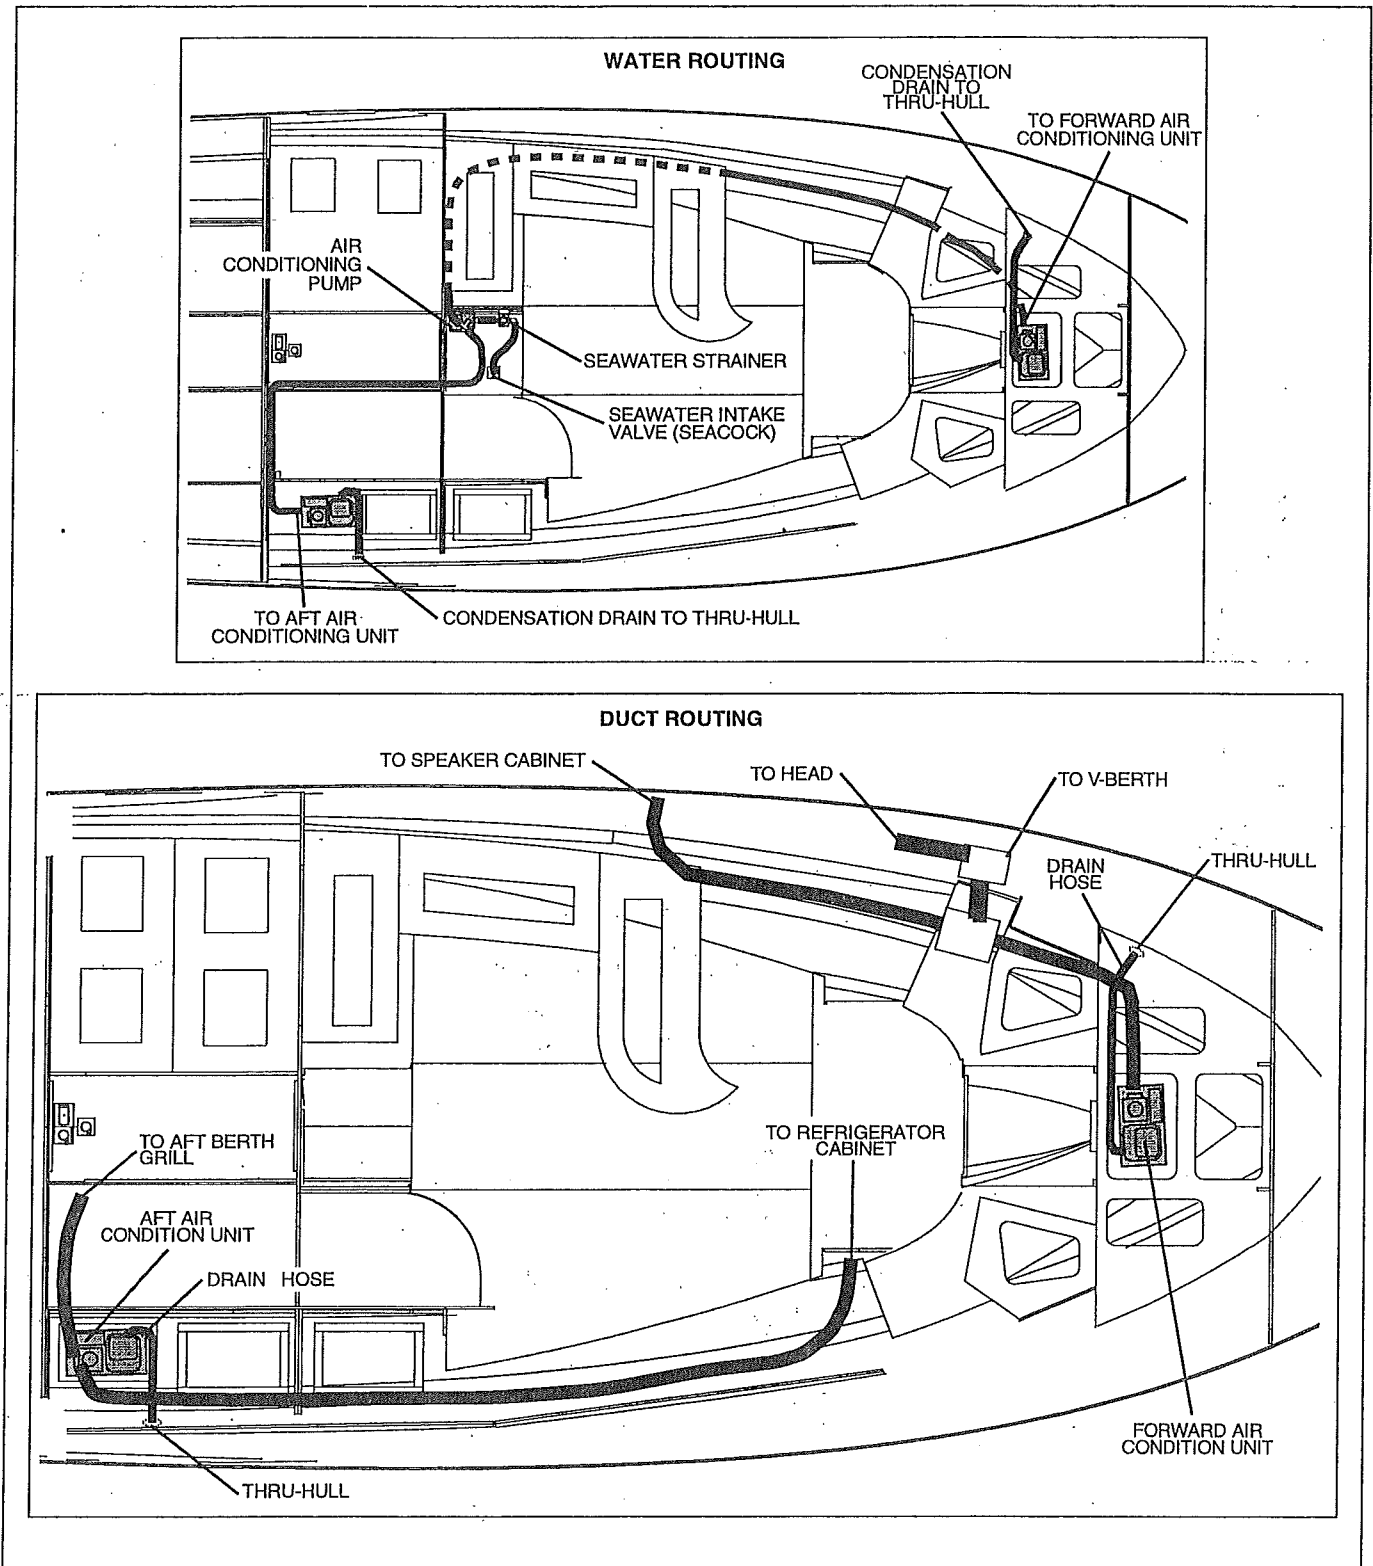 WATER ROUTING
CONDENSATION
DRAIN TO
THRU-HULL
TO FORWARD AIR
CONDITIONING UNIT
AIR
CONDITIONING
PUMP
SEAWATER STRAINER
SEAWATER INTAKE
VALVE (SEACOCK)
TO AFT AIR
CONDITIONING UNIT
CONDENSATION DRAIN TO THRU-HULL
DUCT ROUTING
TO SPEAKER CABINET
TO HEAD
TO V-BERTH
DRAIN
HOSE
THRU-HULL
TO REFRIGERATOR
CABINET
TO AFT BERTH
GRILL
AFT AIR
CONDITION UNIT
DRAIN HOSE
FORWARD AIR
CONDITION UNIT
THRU-HULL